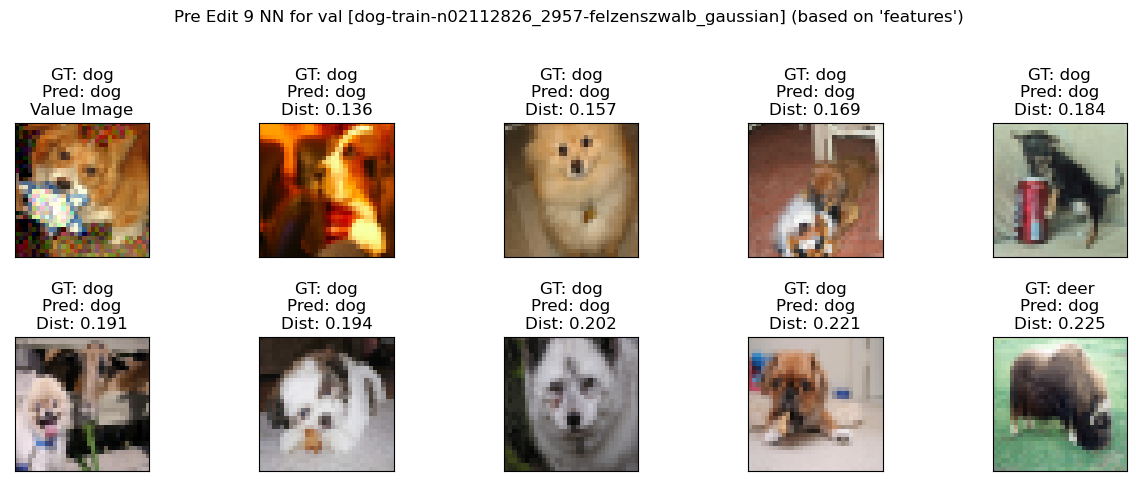 Pre Edit 9 NN for val [dog-train-n02112826_2957-felzenszwalb_gaussian] (based on 'features')
GT: dog
Pred: dog
Value Image
GT: dog
Pred: dog
Dist: 0.136
GT: dog
Pred: dog
Dist: 0.157
GT: dog
Pred: dog
Dist: 0.169
GT: dog
Pred: dog
Dist: 0.184
GT: dog
Pred: dog
Dist: 0.191
GT: dog
Pred: dog
Dist: 0.194
GT: dog
Pred: dog
Dist: 0.202
GT: dog
Pred: dog
Dist: 0.221
GT: deer
Pred: dog
Dist: 0.225